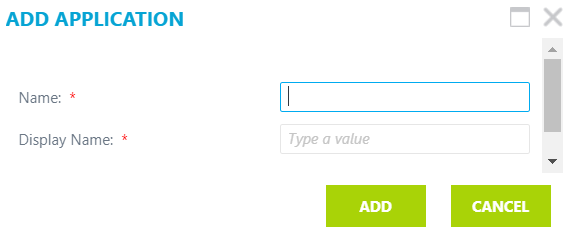 ADD APPLICATION
Name: *
Display Name: * Type a value
ADD CANCEL